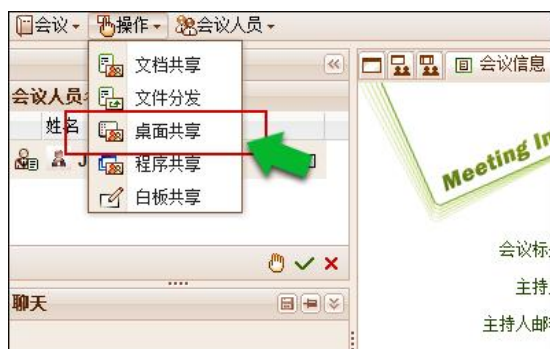 会议 操作 会议人员
会议信息
文档共享
会议人员
文件分发
姓名
桌面共享
J
程序共享
白板共享
Meeting In
会议标
主持
主持人邮
聊天